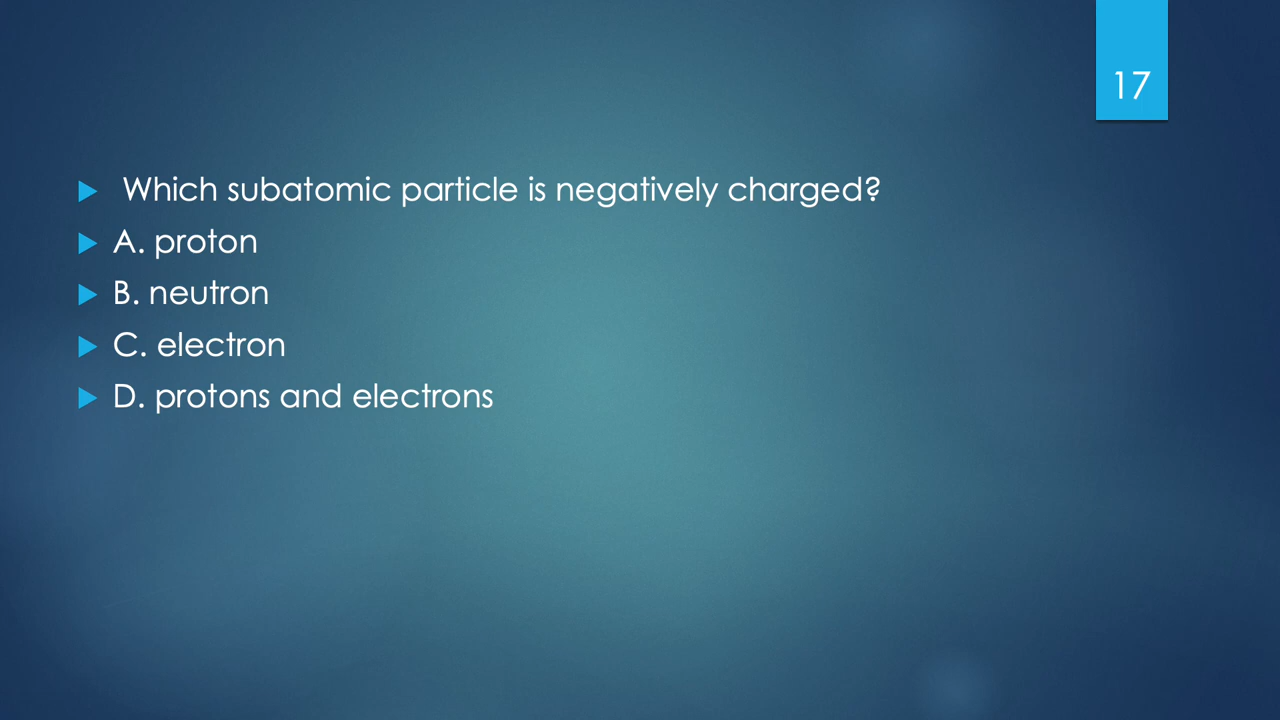 17
Which subatomic particle is negatively charged?
A. proton
B. neutron
C. electron
D. protons and electrons